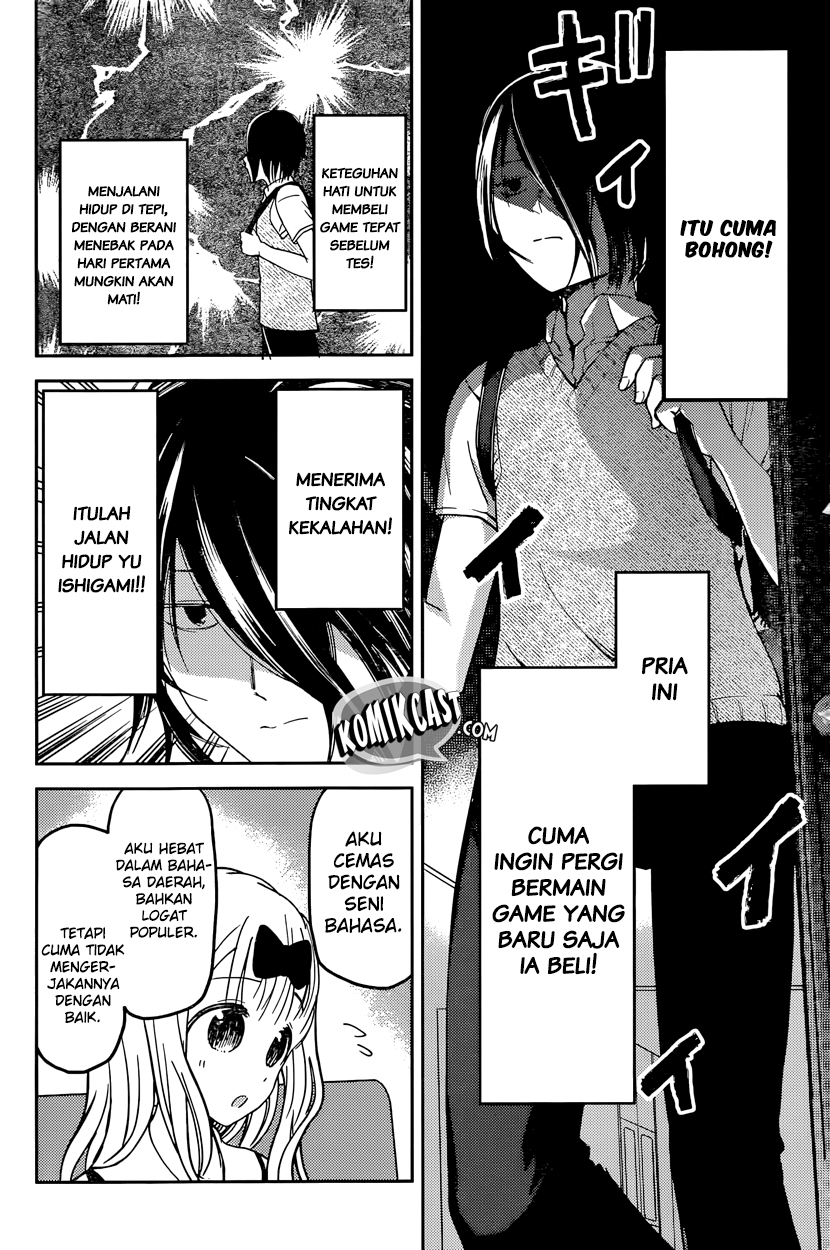 ギィィィィ
ITU CUMA
BOHONG!
PRIA
INI
CUMA
INGIN PERGI
BERMAIN
GAME YANG
BARU SAJA
IA BELI!
KETEGUHAN
HATI UNTUK
MEMBELI
GAME TEPAT
SEBELUM
TES!
MENJALANI
HIDUP DI TEPI,
DENGAN BERANI
MENEBAK PADA
HARI PERTAMA
MUNGKIN AKAN
MATI!
MENERIMA
TINGKAT
KEKALAHAN!
ITULAH
JALAN
HIDUP YU
ISHIGAMI!!
KOMIKCAST
.COM
AKU
CEMAS
DENGAN
SENI
BAHASA.
AKU HEBAT
DALAM BAHA-
SA DAERAH,
BAHKAN
LOGAT
POPULER.
TETAPI
CUMA TIDAK
MENGER-
JAKANNYA
DENGAN
BAIK.